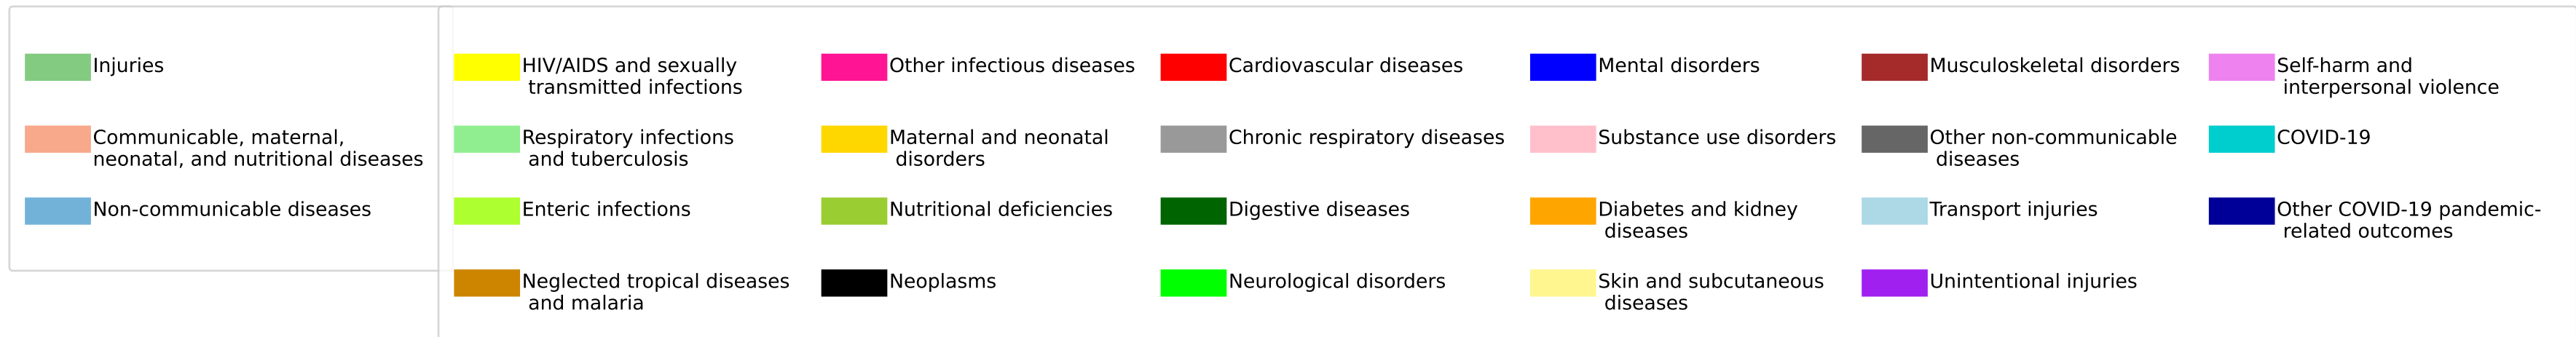 Injuries
Communicable, maternal,
neonatal, and nutritional diseases
Non-communicable diseases
HIV/AIDS and sexually
transmitted infections
Respiratory infections
and tuberculosis
Enteric infections
Neglected tropical diseases
and malaria
Other infectious diseases
Maternal and neonatal
disorders
Nutritional deficiencies
Neoplasms
Cardiovascular diseases
Chronic respiratory diseases
Digestive diseases
Neurological disorders
Mental disorders
Substance use disorders
Diabetes and kidney
diseases
Skin and subcutaneous
diseases
Musculoskeletal disorders
Other non-communicable
diseases
Transport injuries
Unintentional injuries
Self-harm and
interpersonal violence
COVID-19
Other COVID-19 pandemic-
related outcomes